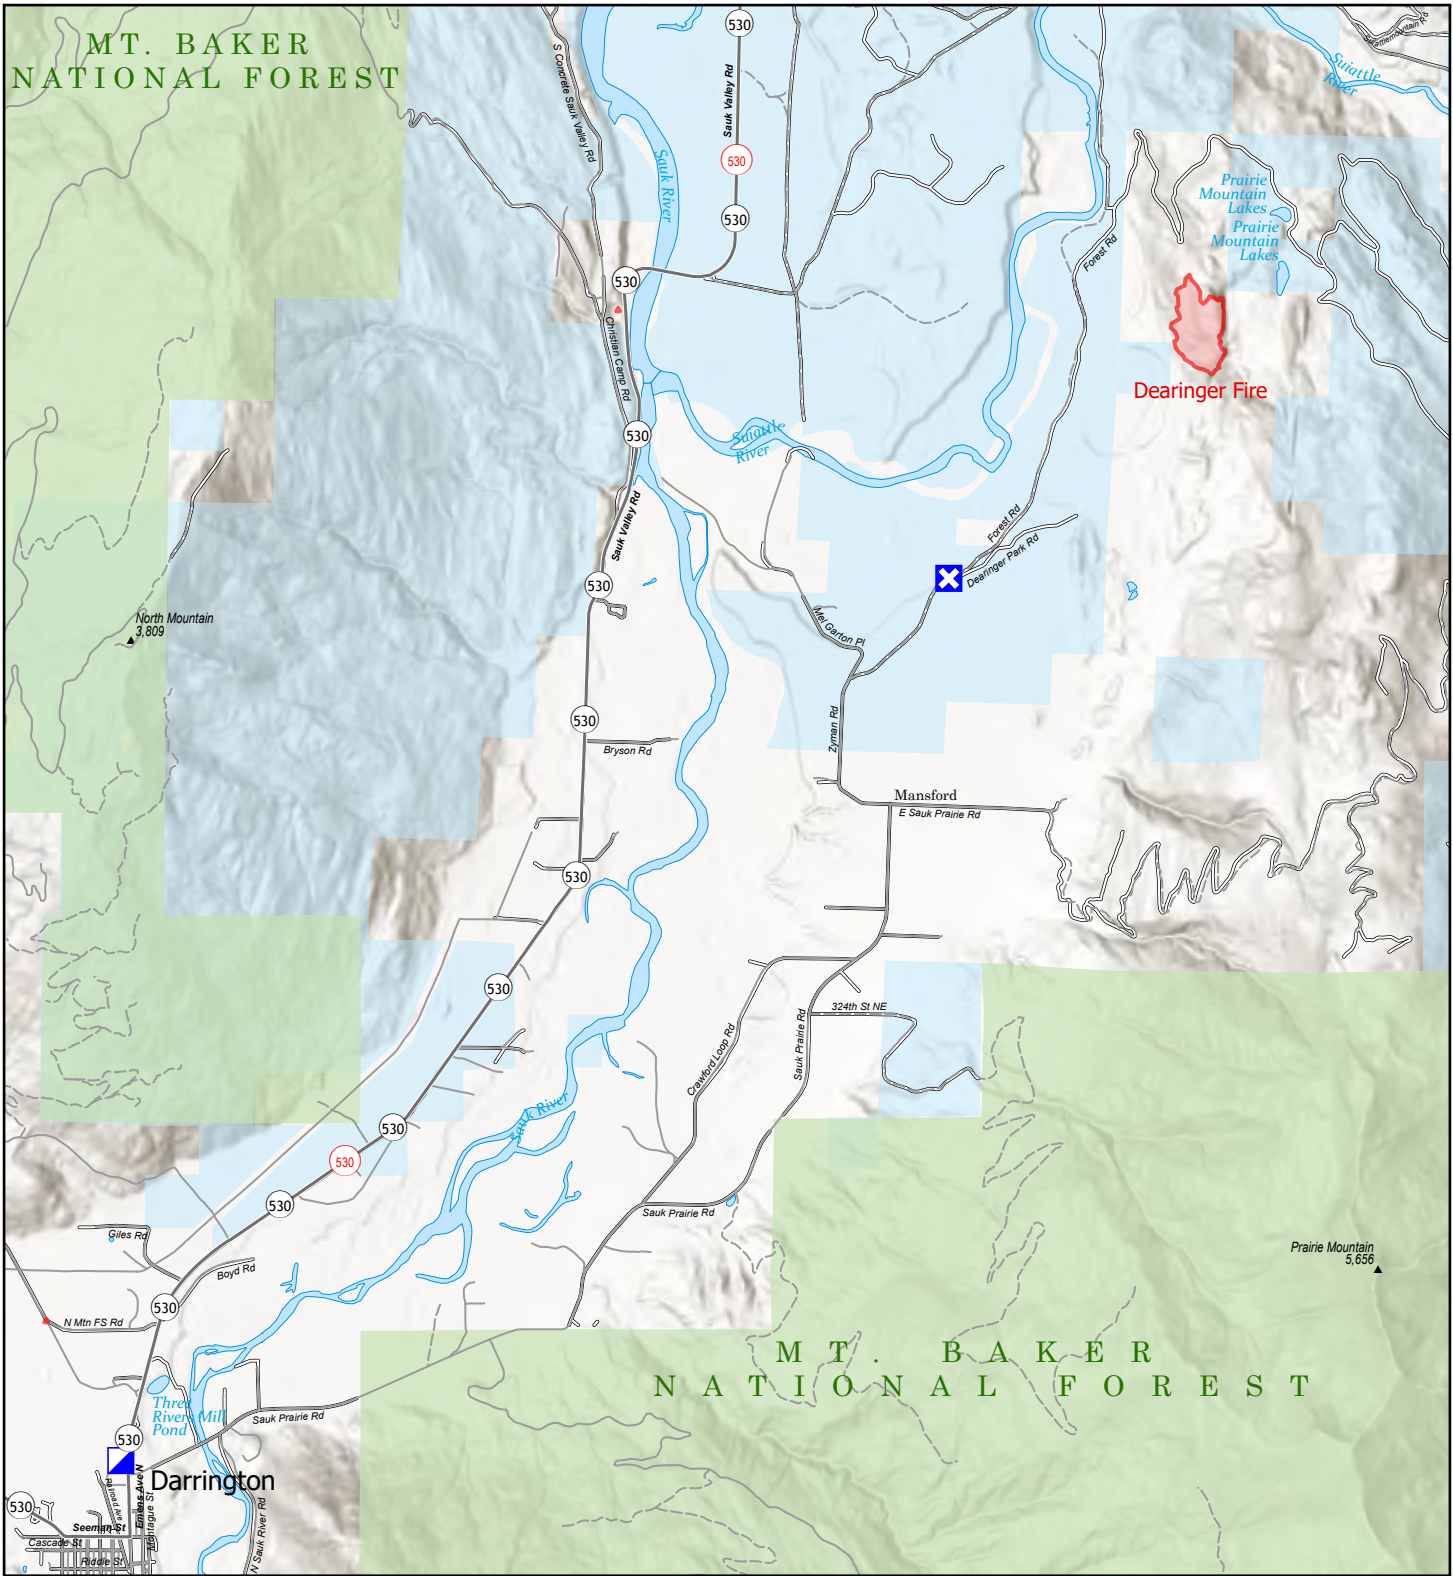 MT. BAKER
NATIONAL FOREST
530
S Concrete Sauk Valley Rd
Sauk Valley Rd
Sauk River
530
530
Suiattle
River
Prairie
Mountain
Lakes
Prairie
Mountain
Lakes
Forest Rd
530
Christian Camp Rd
Dearinger Fire
530
Suiattle
River
Sauk Valley Rd
Forest Rd
Dearinger Park Rd
530
North Mountain
3,809
Mel Garton Pl
530
Bryson Rd
Zyman Rd
Mansford
E Sauk Prairie Rd
530
530
324th St NE
Crawford Loop Rd
Sauk Prairie Rd
Sauk River
530
530
530
Sauk Prairie Rd
Giles Rd
Boyd Rd
Prairie Mountain
5,656
530
N Mtn FS Rd
MT. BAKER
NATIONAL FOREST
Three
Rivers Mill
Pond
Sauk Prairie Rd
530
Darrington
530
Railroad Ave
Emens Ave N
Montague St
N Sauk River Rd
Seeman St
Cascade St
Riddle St